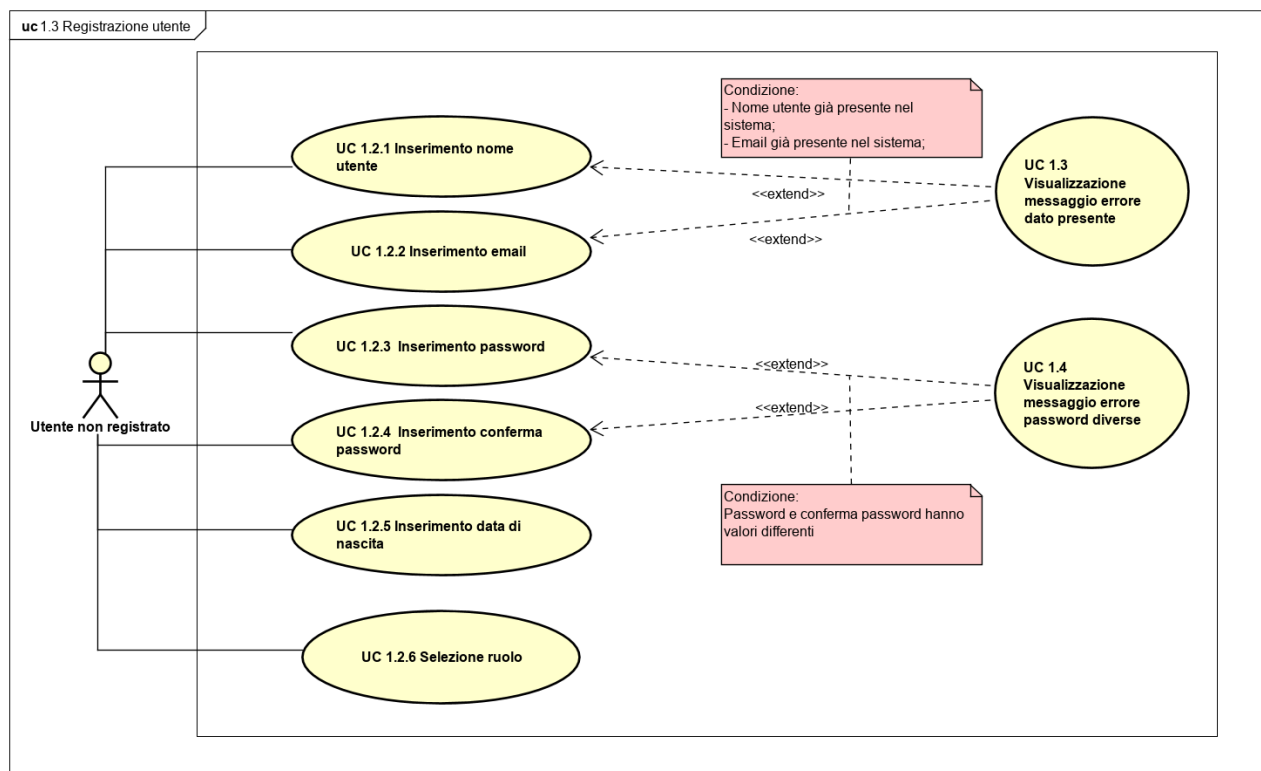 uc 1.3 Registrazione utente
Condizione:
- Nome utente già presente nel
sistema;
- Email già presente nel sistema;
UC 1.2.1 Inserimento nome
utente
UC 1.3
Visualizzazione
messaggio errore
dato presente
<<extend>>
<<extend>>
UC 1.2.2 Inserimento email
UC 1.2.3  Inserimento password
<<extend>>
<<extend>>
UC 1.4
Visualizzazione
messaggio errore
password diverse
Utente non registrato
UC 1.2.4  Inserimento conferma
password
Condizione:
Password e conferma password hanno
valori differenti
UC 1.2.5 Inserimento data di
nascita
UC 1.2.6 Selezione ruolo